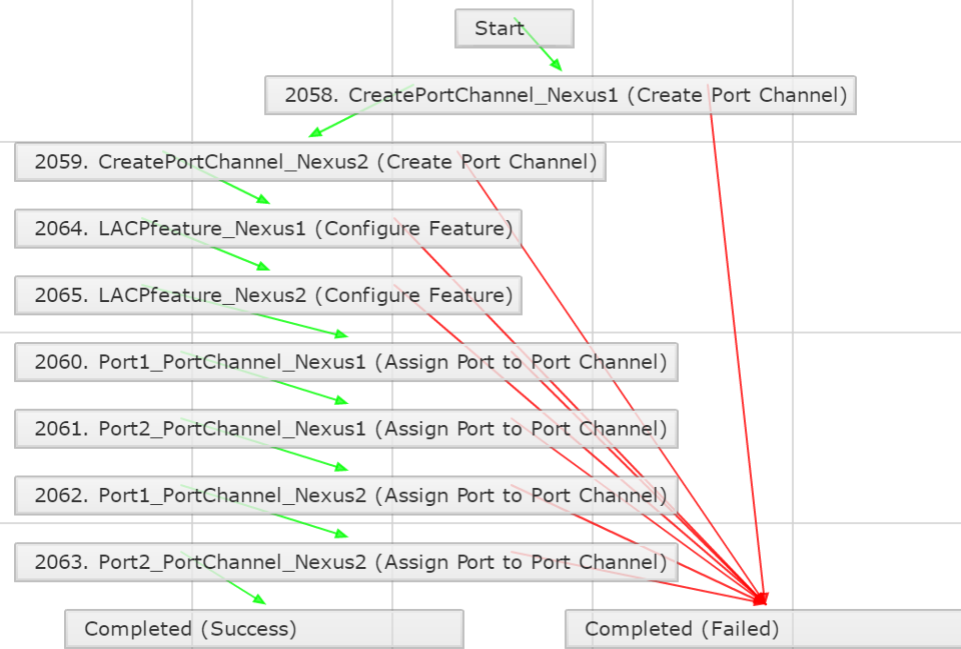 Start
2058. CreatePortChannel_Nexus1 (Create Port Channel)
2059. CreatePortChannel_Nexus2 (Create Port Channel)
2064. LACPfeature_Nexus1 (Configure Feature)
2065. LACPfeature_Nexus2 (Configure Feature)
2060. Port1_PortChannel_Nexus1 (Assign Port to Port Channel)
2061. Port2_PortChannel_Nexus1 (Assign Port to Port Channel)
2062. Port1_PortChannel_Nexus2 (Assign Port to Port Channel)
2063. Port2_PortChannel_Nexus2 (Assign Port to Port Channel)
Completed (Success)
Completed (Failed)